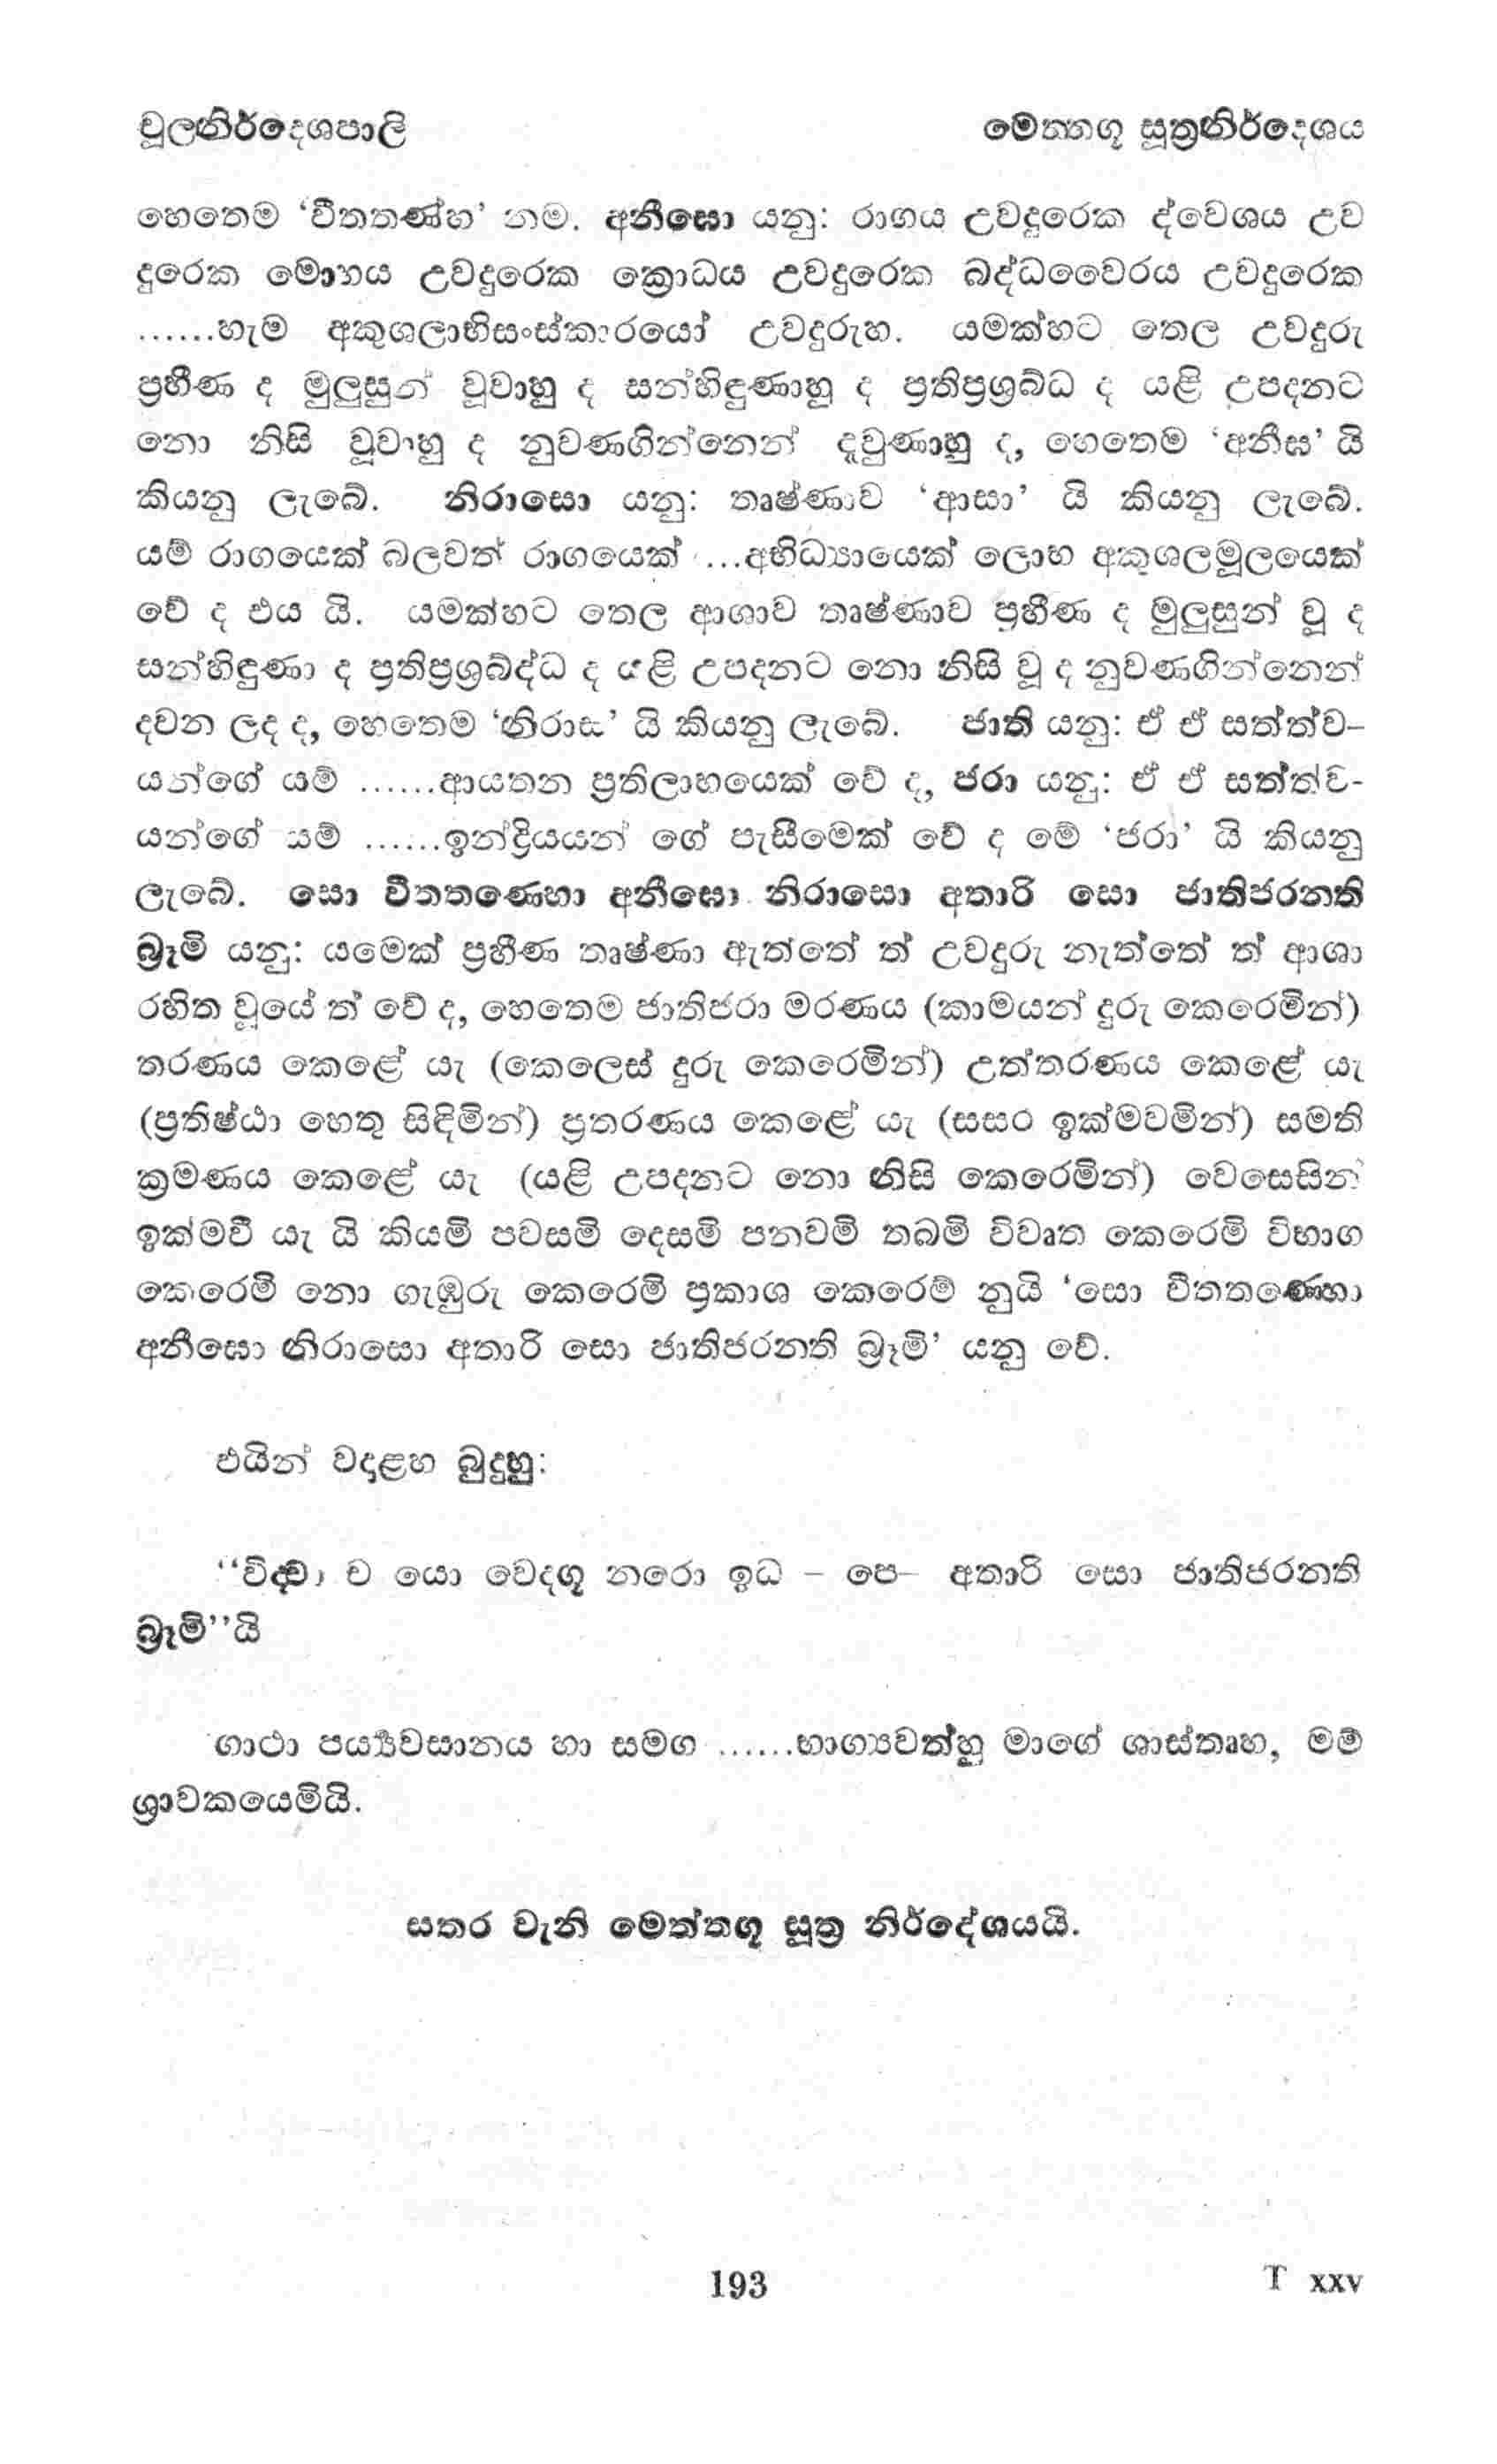 චූලනිර්දෙශපාලි
මෙත්තගූ සූත්‍රනිර්දෙශය
හෙතෙම ‘වීතතණ්හ’ නම. අනීඝො යනු: රාගය උවදුරෙක ද්වෙශය උව
දුරෙක මොහය උවදුරෙක ක්‍රොධය උවදුරෙක බද්ධවෛරය උවදුරෙක
......හැම අකුශලාභිසංස්කාරයෝ උවදුරුහ. යමක්හට තෙල උවදුරු
ප්‍රහීණ ද මුලුසුන් වූවාහු ද සන්හිඳුණාහු ද ප්‍රතිප්‍රශ්‍රබ්ධ ද යළි උපදනට
නො නිසි වූවාහු ද නුවණගින්නෙන් දැවුණාහු ද, හෙතෙම ‘අනීඝ’ යි
කියනු ලැබේ. නිරාසො යනු: තෘෂ්ණාව ‘ආසා’ යි කියනු ලැබේ.
යම් රාගයෙක් බලවත් රාගයෙක් ...අභිධ්‍යායෙක් ලොභ අකුශලමූලයෙක්
වේ ද එය යි. යමක්හට තෙල ආශාව තෘෂ්ණාව ප්‍රහීණ ද මුලුසුන් වූ ද
සන්හිඳුණා ද ප්‍රතිප්‍රශ්‍රබ්ද්ධ ද යළි උපදනට නො නිසි වූ ද නුවණගින්නෙන්
දවන ලද ද, හෙතෙම ‘නිරාස’ යි කියනු ලැබේ. ජාති යනු: ඒ ඒ සත්ත්ව–
යන්ගේ යම් ......ආයතන ප්‍රතිලාභයෙක් වේ ද, ජරා යනු: ඒ ඒ සත්ත්ව-
යන්ගේ යම් ......ඉන්ද්‍රියයන් ගේ පැසීමෙක් වේ ද මේ ‘ජරා’ යි කියනු
ලැබේ. සො වීතතණෙහා අනීඝො නිරාසො අතාරි සො ජාතිජරනති
බ්‍රෑමි යනු: යමෙක් ප්‍රහීණ තෘෂ්ණා ඇත්තේ ත් උවදුරු නැත්තේ ත් ආශා
රහිත වූයේ ත් වේ ද, හෙතෙම ජාතිජරා මරණය (කාමයන් දුරු කෙරෙමින්)
තරණය කෙළේ යැ (කෙලෙස් දුරු කෙරෙමින්) උත්තරණය කෙළේ යැ
(ප්‍රතිෂ්ඨා හෙතු සිඳිමින්) ප්‍රතරණය කෙළේ යැ (සසර ඉක්මවමින්) සමති
ක්‍රමණය කෙළේ යැ (යළි උපදනට නො නිසි කෙරෙමින්) වෙසෙසින්
ඉක්මවී යැ යි කියමි පවසමි දෙසමි පනවමි තබමි විවෘත කෙරෙමි විභාග
කෙරෙමි නො ගැඹුරු කෙරෙමි ප්‍රකාශ කෙරෙම් නුයි ‘සො වීතතණෙහා
අනීඝො නිරාසො අතාරි සො ජාතිජරනති බ්‍රෑමි’ යනු වේ.
එයින් වදාළහ බුදුහු:
‘‘විද්වා ච යො වෙදගූ නරො ඉධ – පෙ– අතාරි සො ජාතිජරනති
බ්‍රෑමි’’යි
ගාථා පර්‍ය්‍යවසානය හා සමග ......භාග්‍යවත්හු මාගේ ශාස්තෘහ, මම්
ශ්‍රාවකයෙමියි.
සතර වැනි මෙත්තගූ සූත්‍ර නිර්දේශයයි.
193
T xxv